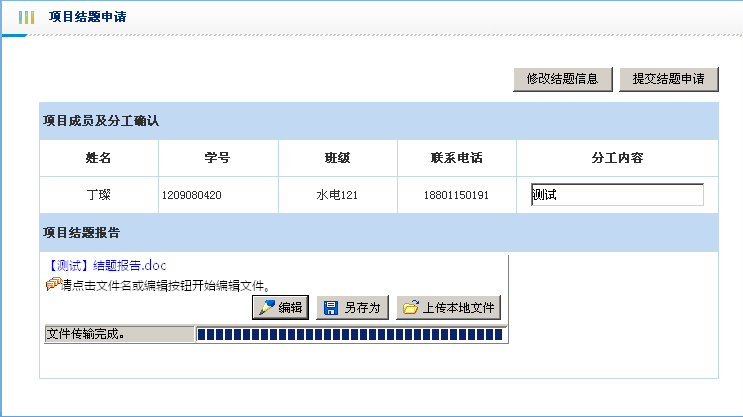 项目结题申请
修改结题信息 提交结题申请
项目成员及分工确认
姓名 学号 班级 联系电话 分工内容
丁璨 1209080420 水电121 18801150191 测试
项目结题报告
【测试】结题报告.doc
请点击文件名或编辑按钮开始编辑文件。
编辑 另存为 上传本地文件
文件传输完成。